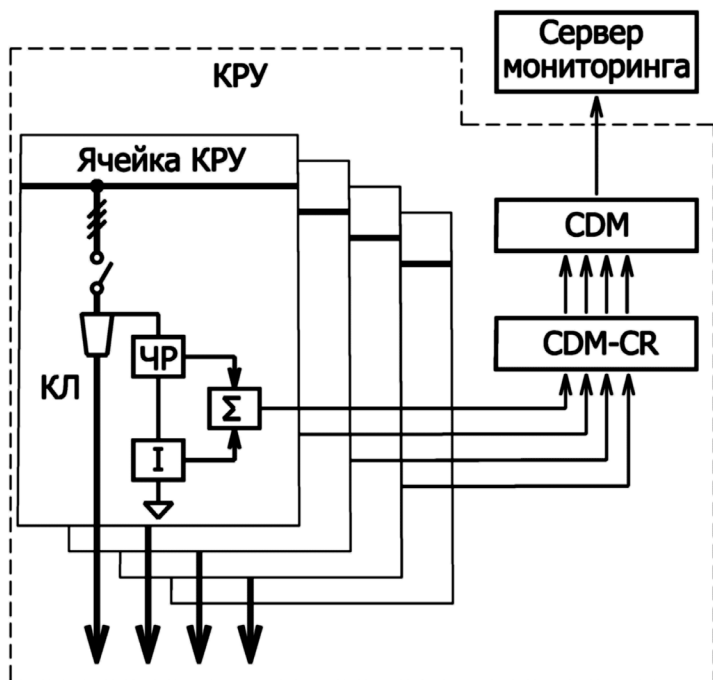 Сервер
мониторинга
КРУ
Ячейка КРУ
CDM
CDM-CR
ЧР
КЛ
Σ
I